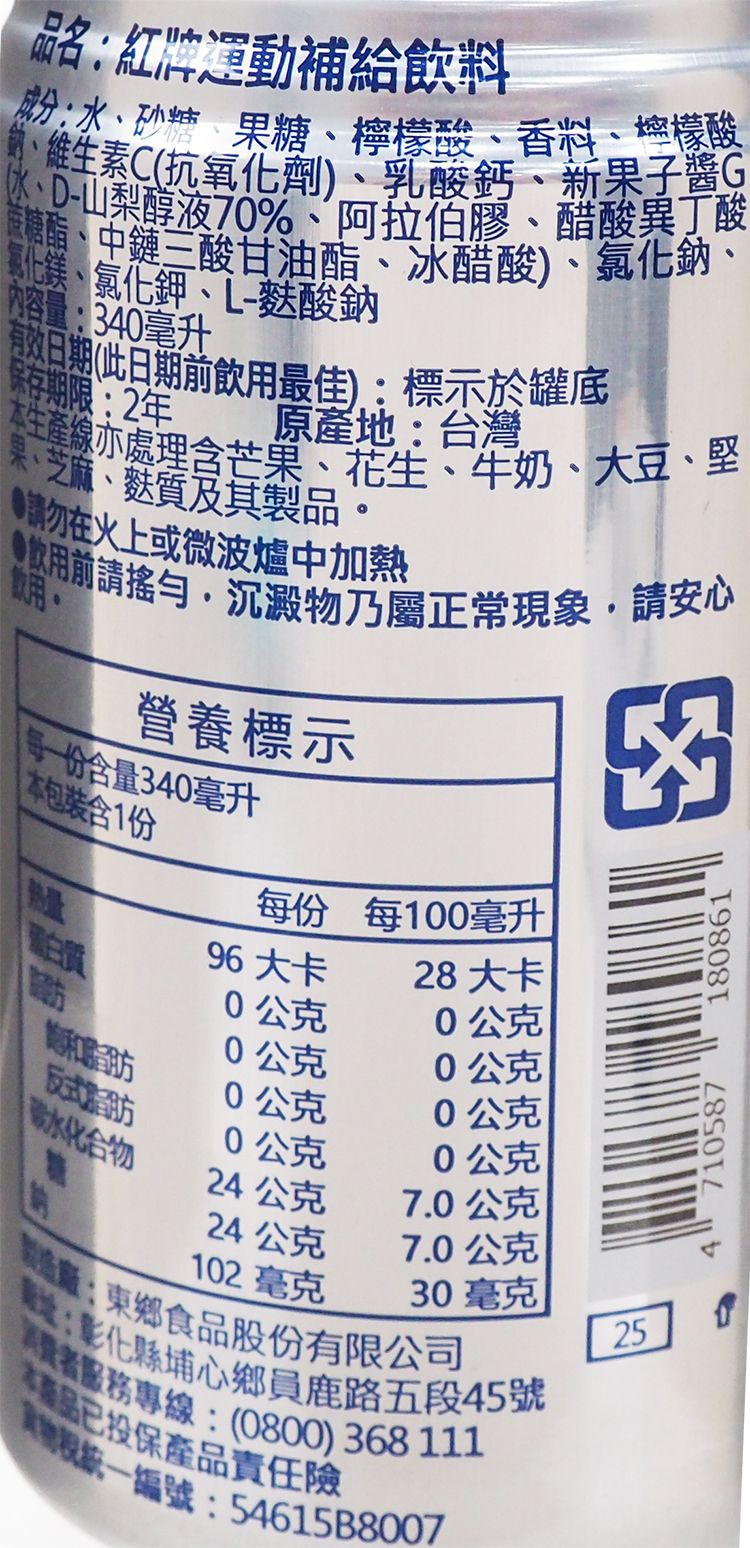 品名：紅牌運動補給飲料
成分：水、砂糖、果糖、檸檬酸、香料、檸檬酸
鈉、維生素C(抗氧化劑)、乳酸鈣、新果子醬G
(水、D-山梨醇液70%、阿拉伯膠、醋酸異丁酸
蔗糖酯、中鏈三酸甘油酯、冰醋酸)、氯化鈉、
氯化鎂、氯化鉀、L-麩酸鈉
內容量：340毫升
有效日期(此日期前飲用最佳)：標示於罐底
保存期限：2年 原產地：台灣
本生產線亦處理含芒果、花生、牛奶、大豆、堅
果、芝麻、麩質及其製品。
●請勿在火上或微波爐中加熱
●飲用前請搖勻，沉澱物乃屬正常現象，請安心
飲用。
營養標示
每一份含量340毫升
本包裝含1份
每份 每100毫升
熱量 96 大卡 28 大卡
蛋白質 0 公克 0 公克
脂肪 0 公克 0 公克
飽和脂肪 0 公克 0 公克
反式脂肪 0 公克 0 公克
碳水化合物 24 公克 7.0 公克
糖 24 公克 7.0 公克
鈉 102 毫克 30 毫克
製造廠：東鄉食品股份有限公司
廠址：彰化縣埔心鄉員鹿路五段45號
消費者服務專線：(0800) 368 111
本產品已投保產品責任險
貨物稅統一編號：54615B8007
4 710587 180861
25